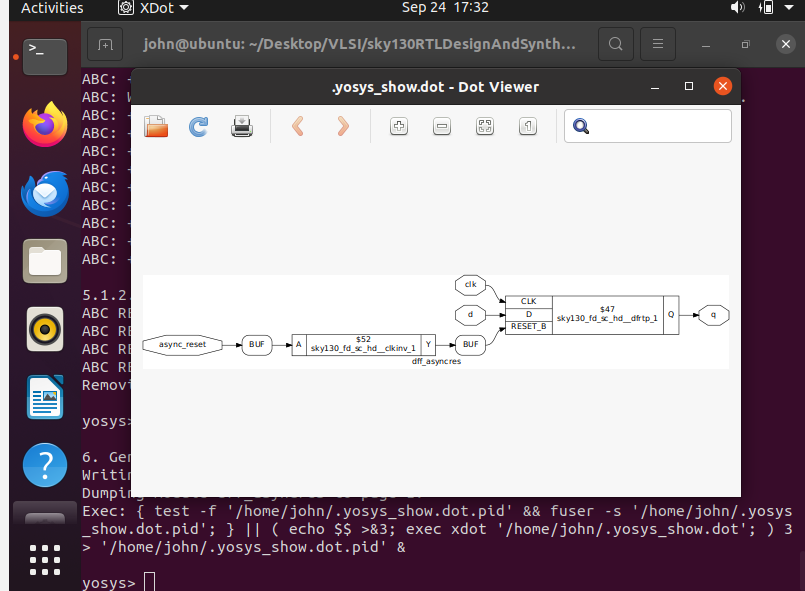 Activities
XDot
Sep 24 17:32
john@ubuntu: ~/Desktop/VLSI/sky130RTLDesignAndSynth...
.yosys_show.dot - Dot Viewer
ABC: +
ABC: W
ABC: +
ABC: +
ABC: +
ABC: +
ABC: +
ABC: +
ABC: +
ABC: +
ABC: +
clk
d
CLK
D
RESET_B
$47
sky130_fd_sc_hd__dfrtp_1
Q
q
async_reset
BUF
A
$52
sky130_fd_sc_hd__clkinv_1
Y
BUF
dff_asyncres
5.1.2.
ABC RE
ABC RE
ABC RE
ABC RE
Removi
yosys>
6. Gen
Writin
Exec: { test -f '/home/john/.yosys_show.dot.pid' && fuser -s '/home/john/.yosys
_show.dot.pid'; } || ( echo $$ >&3; exec xdot '/home/john/.yosys_show.dot'; ) 3
> '/home/john/.yosys_show.dot.pid' &
yosys>